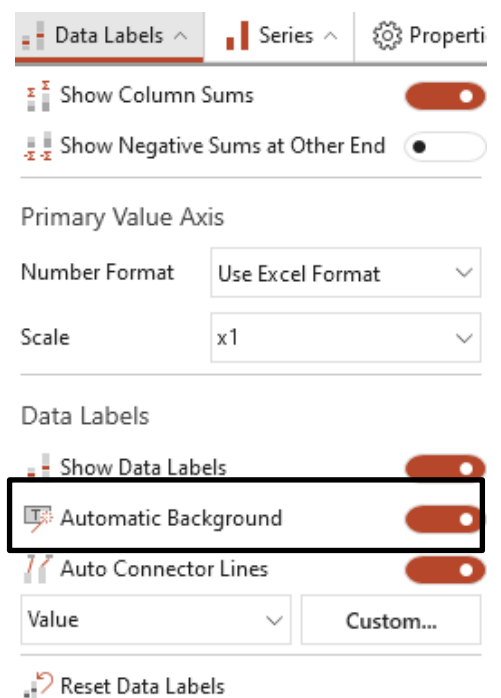 Data Labels Series Properti
Show Column Sums
Show Negative Sums at Other End
Primary Value Axis
Number Format Use Excel Format
Scale x1
Data Labels
Show Data Labels
Automatic Background
Auto Connector Lines
Value Custom...
Reset Data Labels